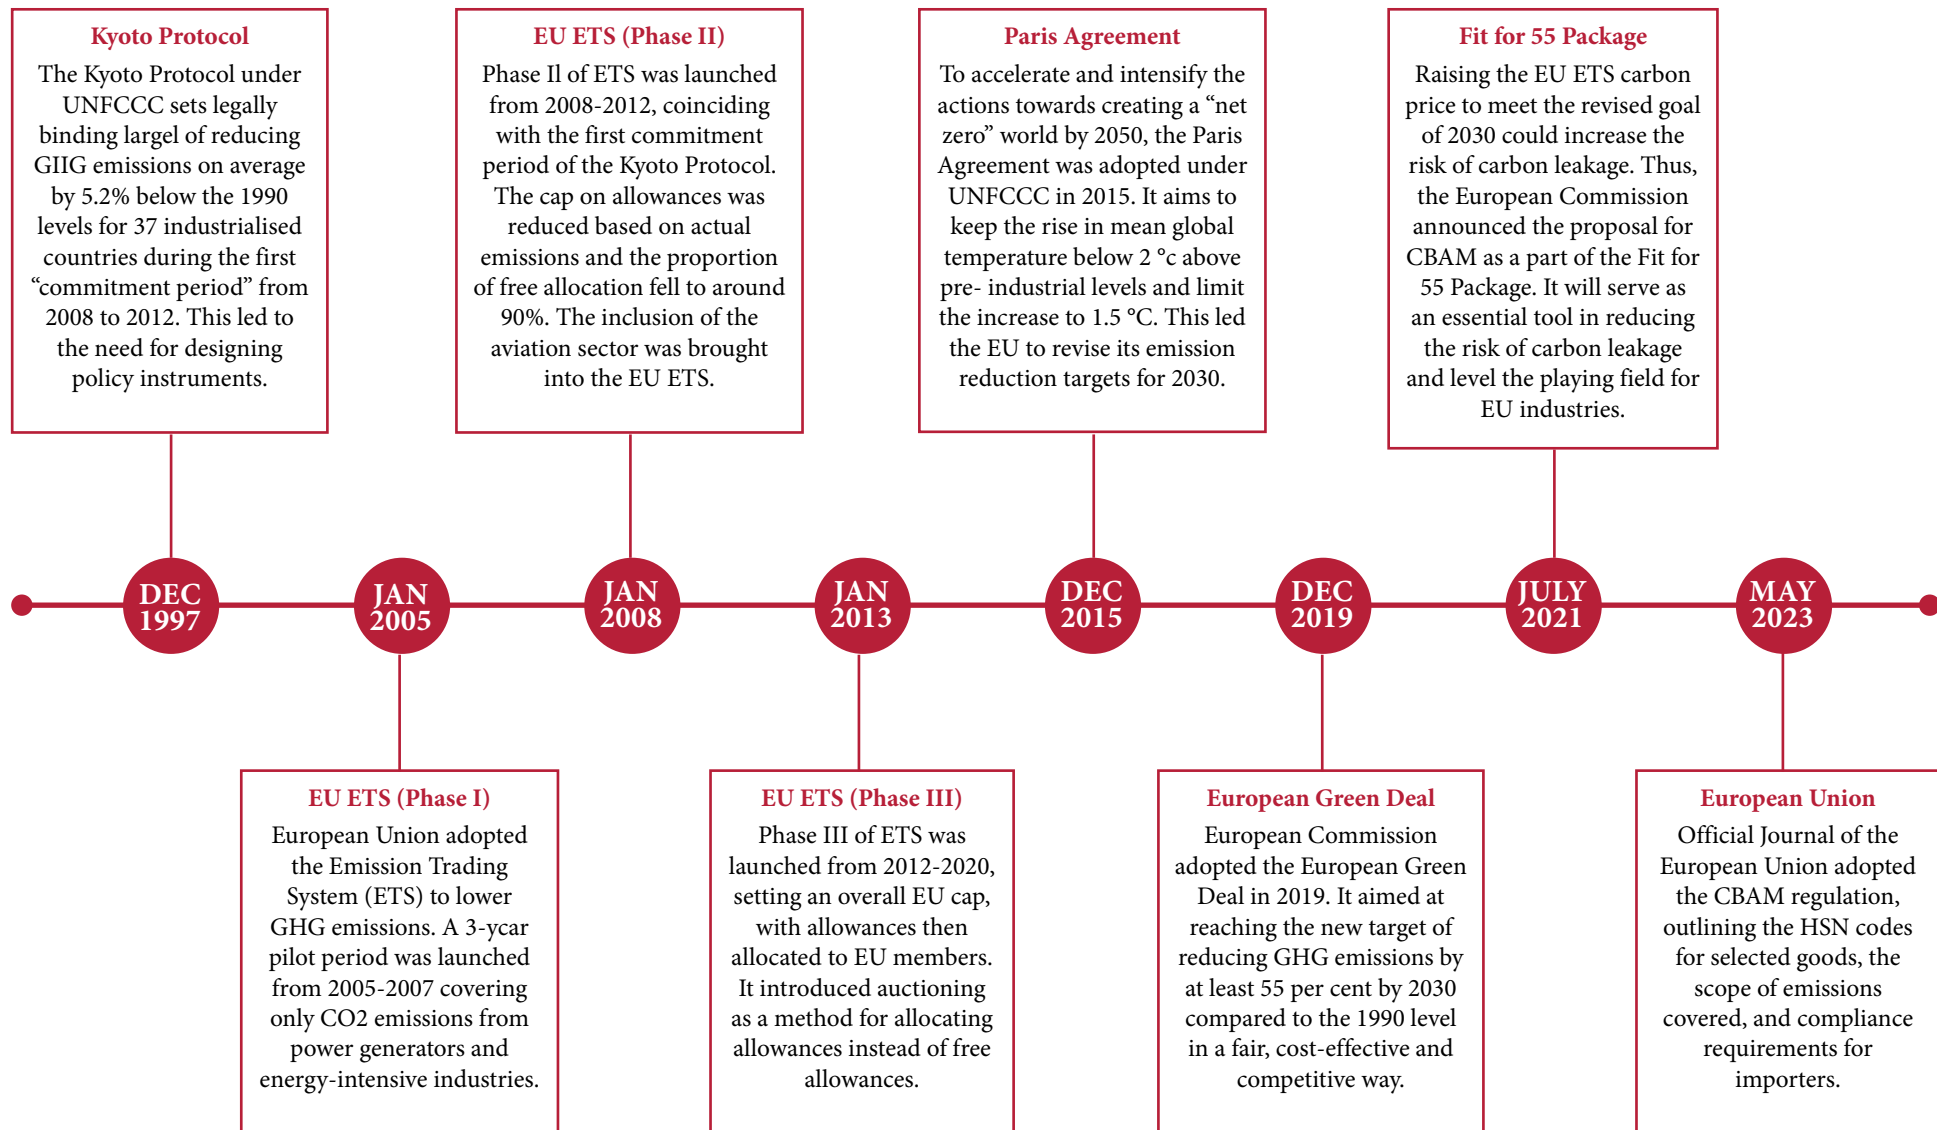 Kyoto Protocol
The Kyoto Protocol under
UNFCCC sets legally
binding largel of reducing
GIIG emissions on average
by 5.2% below the 1990
levels for 37 industrialised
countries during the first
“commitment period” from
2008 to 2012. This led to
the need for designing
policy instruments.
EU ETS (Phase II)
Phase Il of ETS was launched
from 2008-2012, coinciding
with the first commitment
period of the Kyoto Protocol.
The cap on allowances was
reduced based on actual
emissions and the proportion
of free allocation fell to around
90%. The inclusion of the
aviation sector was brought
into the EU ETS.
Paris Agreement
To accelerate and intensify the
actions towards creating a “net
zero” world by 2050, the Paris
Agreement was adopted under
UNFCCC in 2015. It aims to
keep the rise in mean global
temperature below 2 °c above
pre- industrial levels and limit
the increase to 1.5 °C. This led
the EU to revise its emission
reduction targets for 2030.
Fit for 55 Package
Raising the EU ETS carbon
price to meet the revised goal
of 2030 could increase the
risk of carbon leakage. Thus,
the European Commission
announced the proposal for
CBAM as a part of the Fit for
55 Package. It will serve as
an essential tool in reducing
the risk of carbon leakage
and level the playing field for
EU industries.
DEC
1997
JAN
2005
JAN
2008
JAN
2013
DEC
2015
DEC
2019
JULY
2021
MAY
2023
EU ETS (Phase I)
European Union adopted
the Emission Trading
System (ETS) to lower
GHG emissions. A 3-ycar
pilot period was launched
from 2005-2007 covering
only CO2 emissions from
power generators and
energy-intensive industries.
EU ETS (Phase III)
Phase III of ETS was
launched from 2012-2020,
setting an overall EU cap,
with allowances then
allocated to EU members.
It introduced auctioning
as a method for allocating
allowances instead of free
allowances.
European Green Deal
European Commission
adopted the European Green
Deal in 2019. It aimed at
reaching the new target of
reducing GHG emissions by
at least 55 per cent by 2030
compared to the 1990 level
in a fair, cost-effective and
competitive way.
European Union
Official Journal of the
European Union adopted
the CBAM regulation,
outlining the HSN codes
for selected goods, the
scope of emissions
covered, and compliance
requirements for
importers.